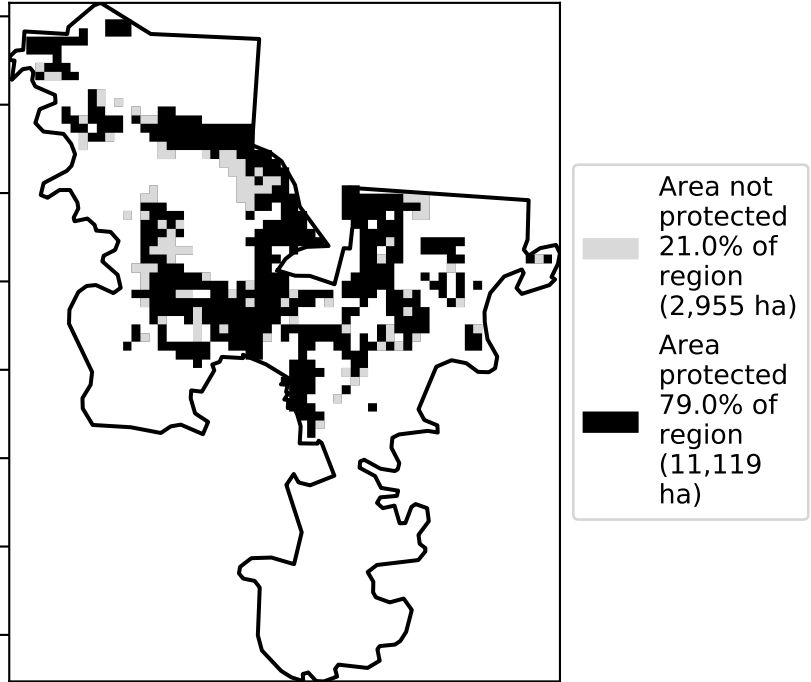 Area not
protected
21.0% of
region
(2,955 ha)
Area
protected
79.0% of
region
(11,119
ha)